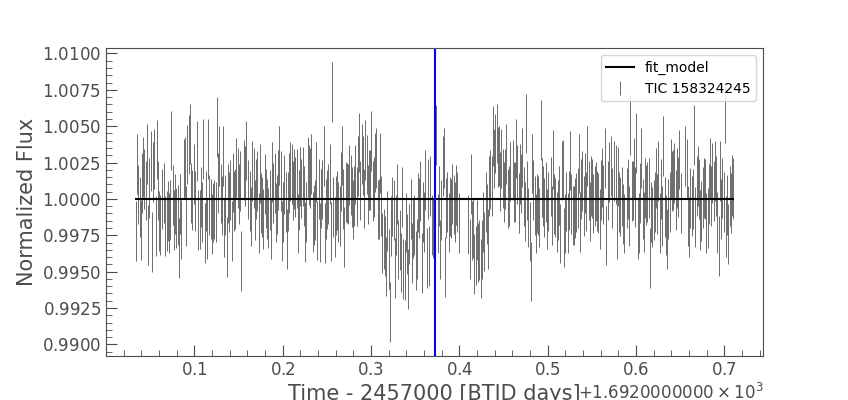 1.0100
1.0075
1.0050
1.0025
1.0000
0.9975
0.9950
0.9925
0.9900
Normalized Flux
fit_model
TIC 158324245
0.1 0.2 0.3 0.4 0.5 0.6 0.7
Time - 2457000 [BTJD days]
+1.6920000000 × 10³